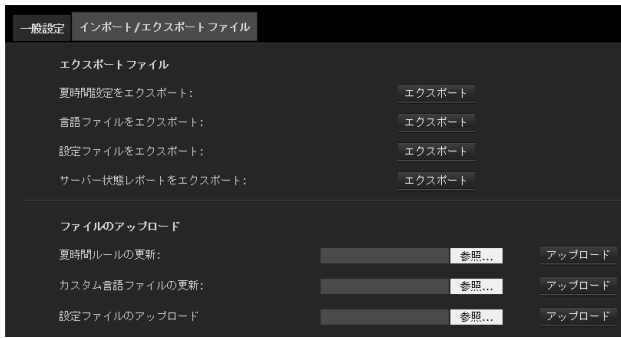 一般設定 インポート/エクスポートファイル
エクスポートファイル
夏時間設定をエクスポート: エクスポート
言語ファイルをエクスポート: エクスポート
設定ファイルをエクスポート: エクスポート
サーバー状態レポートをエクスポート: エクスポート
ファイルのアップロード
夏時間ルールの更新: 参照... アップロード
カスタム言語ファイルの更新: 参照... アップロード
設定ファイルのアップロード 参照... アップロード